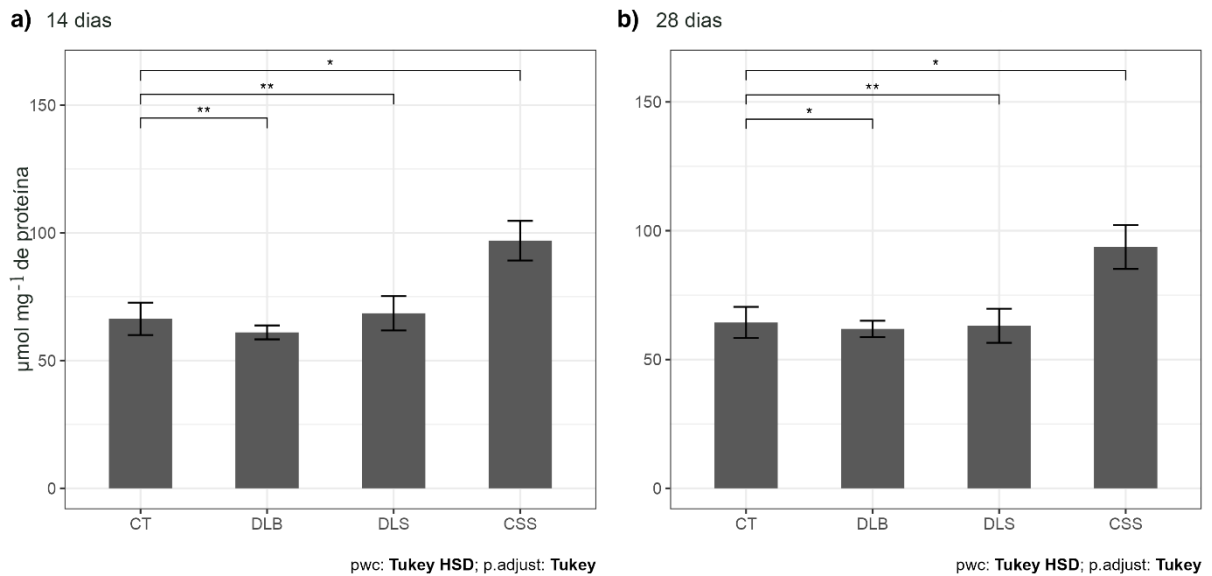 a) 14 dias
*
**
**
150
100
50
0
µmol mg⁻¹ de proteína
CT DLB DLS CSS
pwc: Tukey HSD; p.adjust: Tukey
b) 28 dias
*
**
*
150
100
50
0
CT DLB DLS CSS
pwc: Tukey HSD; p.adjust: Tukey